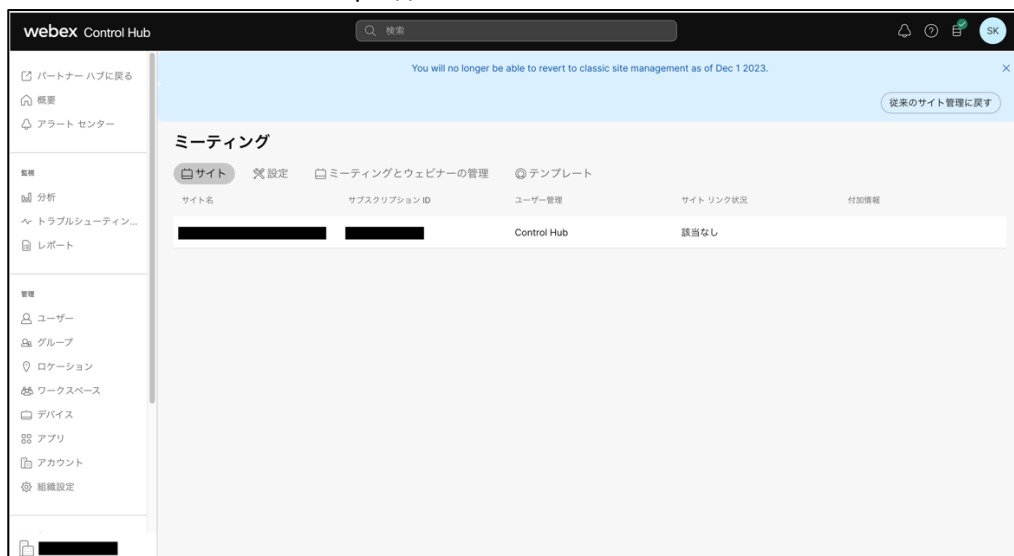 webex Control Hub
検索
SK
パートナー ハブに戻る
概要
アラート センター
監視
分析
トラブルシューティン...
レポート
管理
ユーザー
グループ
ロケーション
ワークスペース
デバイス
アプリ
アカウント
組織設定
You will no longer be able to revert to classic site management as of Dec 1 2023.
従来のサイト管理に戻す
ミーティング
サイト 設定 ミーティングとウェビナーの管理 テンプレート
サイト名 サブスクリプション ID ユーザー管理 サイト リンク状況 付加情報
Control Hub 該当なし